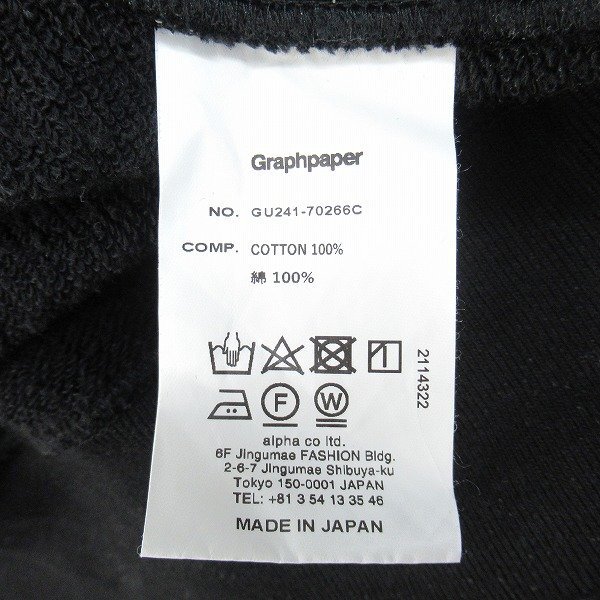 Graphpaper
NO. GU241-70266C
COMP. COTTON 100%
綿 100%
2114322
F W
alpha co ltd.
6F Jingumae FASHION Bldg.
2-6-7 Jingumae Shibuya-ku
Tokyo 150-0001 JAPAN
TEL: +81 3 54 13 35 46
MADE IN JAPAN